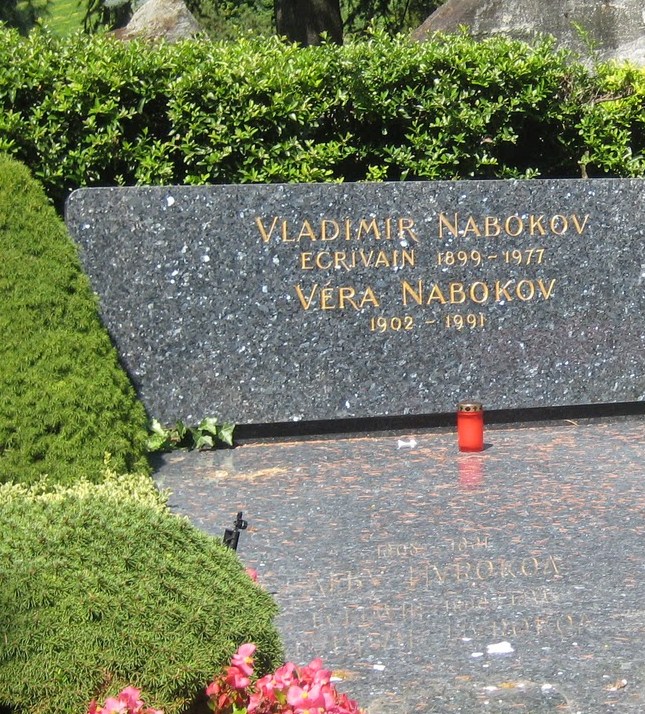 VLADIMIR NABOKOV
ECRIVAIN 1899-1977
VÉRA NABOKOV
1902 - 1991